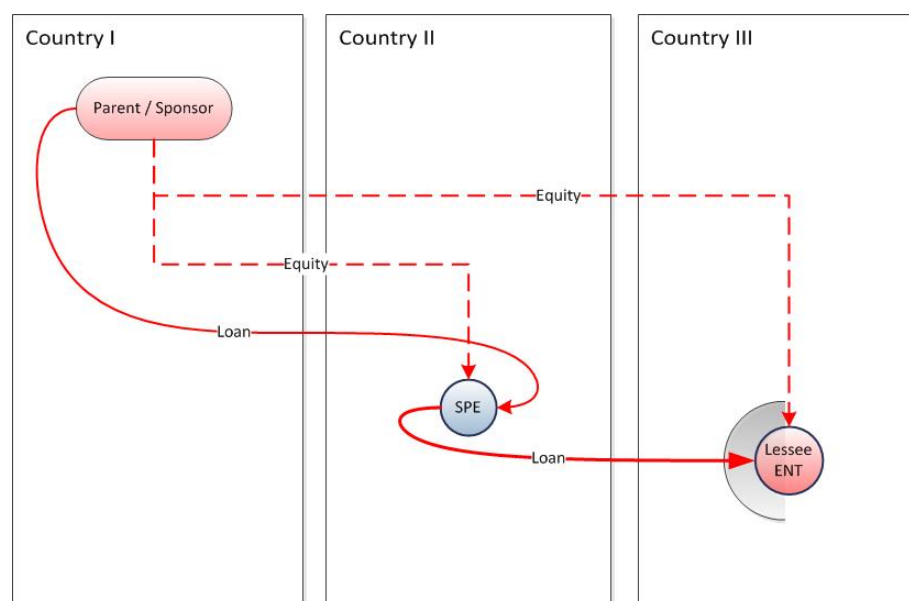 Country I
Country II
Country III
Parent / Sponsor
Equity
Equity
Loan
SPE
Loan
Lessee
ENT